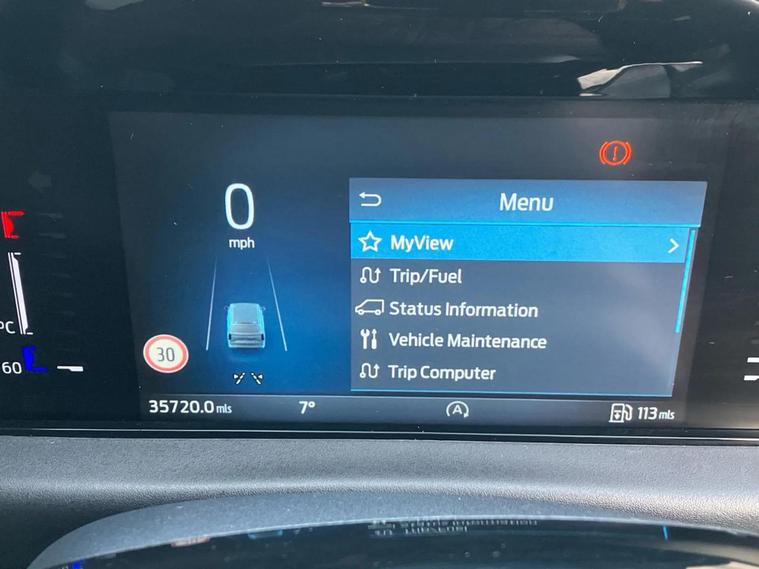 0
mph
Menu
MyView
Trip/Fuel
Status Information
Vehicle Maintenance
Trip Computer
30
°C
60
35720.0 mls
7°
A
113 mls